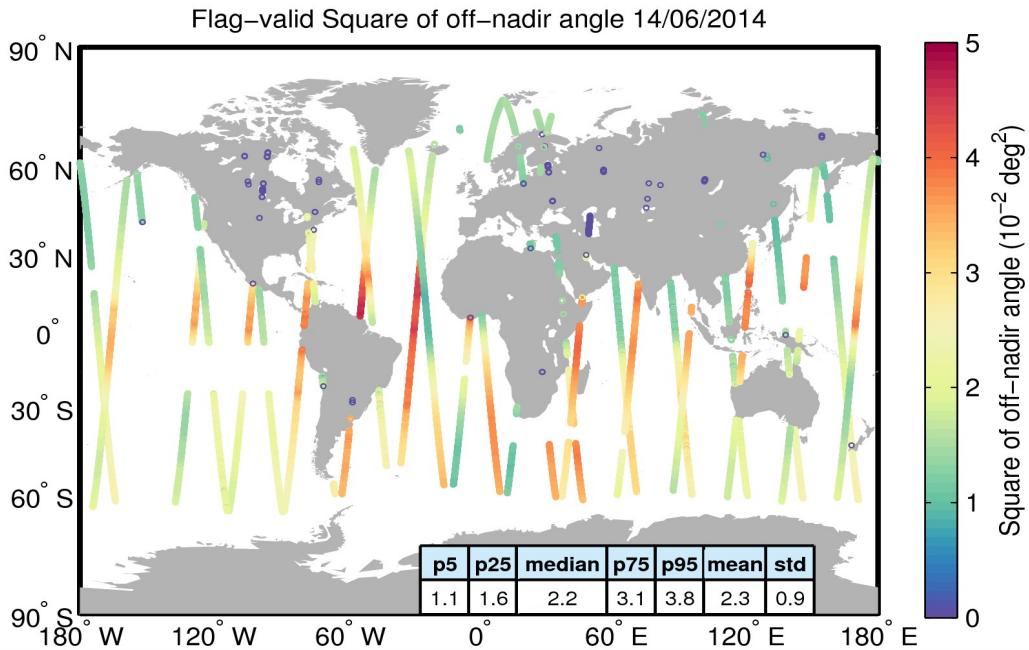 Flag−valid Square of off−nadir angle 14/06/2014
90° N
60° N
30° N
0°
30° S
60° S
90° S
180° W
120° W
60° W
0°
60° E
120° E
180° E
p5 p25 median p75 p95 mean std
1.1 1.6 2.2 3.1 3.8 2.3 0.9
5
4
3
2
1
0
Square of off−nadir angle (10⁻² deg²)